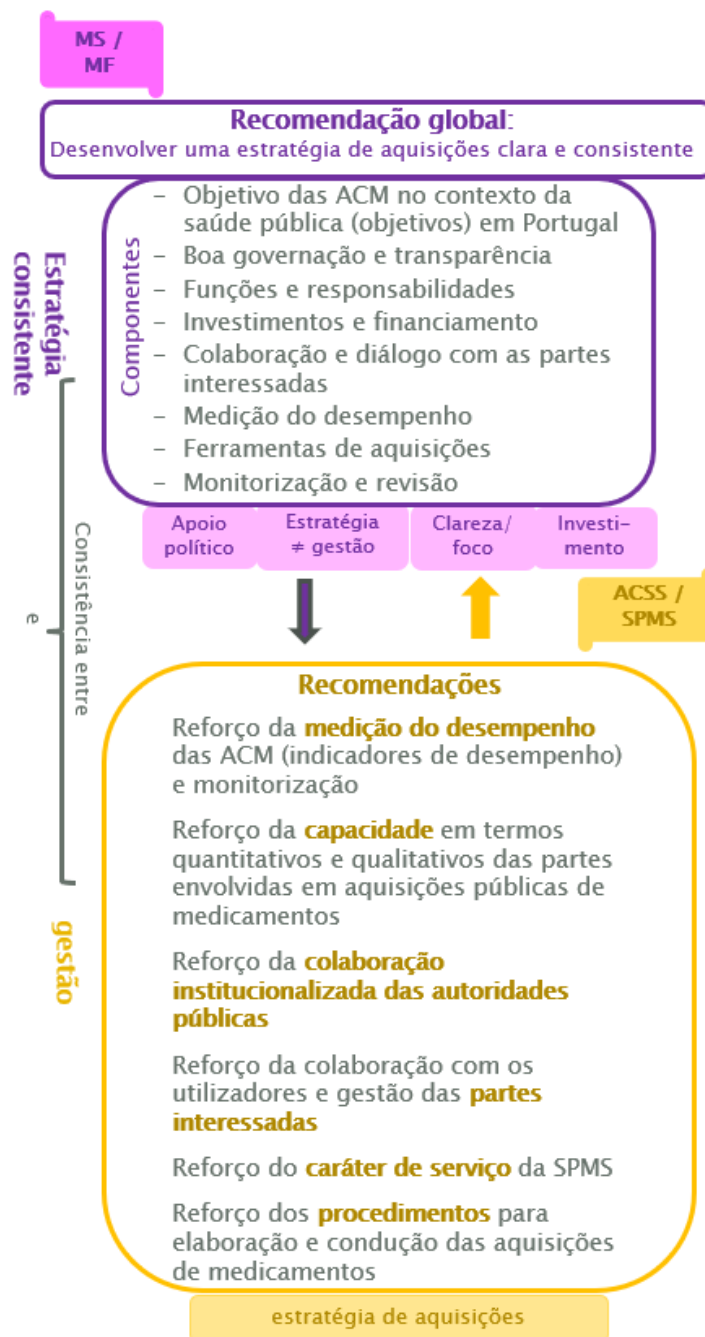 MS /
MF
Recomendação global:
Desenvolver uma estratégia de aquisições clara e consistente
Estratégia
consistente
Componentes
– Objetivo das ACM no contexto da
saúde pública (objetivos) em Portugal
– Boa governação e transparência
– Funções e responsabilidades
– Investimentos e financiamento
– Colaboração e diálogo com as partes
interessadas
– Medição do desempenho
– Ferramentas de aquisições
– Monitorização e revisão
Apoio
político
Estratégia
≠ gestão
Clareza/
foco
Investi-
mento
Consistência entre
e
ACSS /
SPMS
Recomendações
Reforço da medição do desempenho
das ACM (indicadores de desempenho)
e monitorização
Reforço da capacidade em termos
quantitativos e qualitativos das partes
envolvidas em aquisições públicas de
medicamentos
gestão
Reforço da colaboração
institucionalizada das autoridades
públicas
Reforço da colaboração com os
utilizadores e gestão das partes
interessadas
Reforço do caráter de serviço da SPMS
Reforço dos procedimentos para
elaboração e condução das aquisições
de medicamentos
estratégia de aquisições